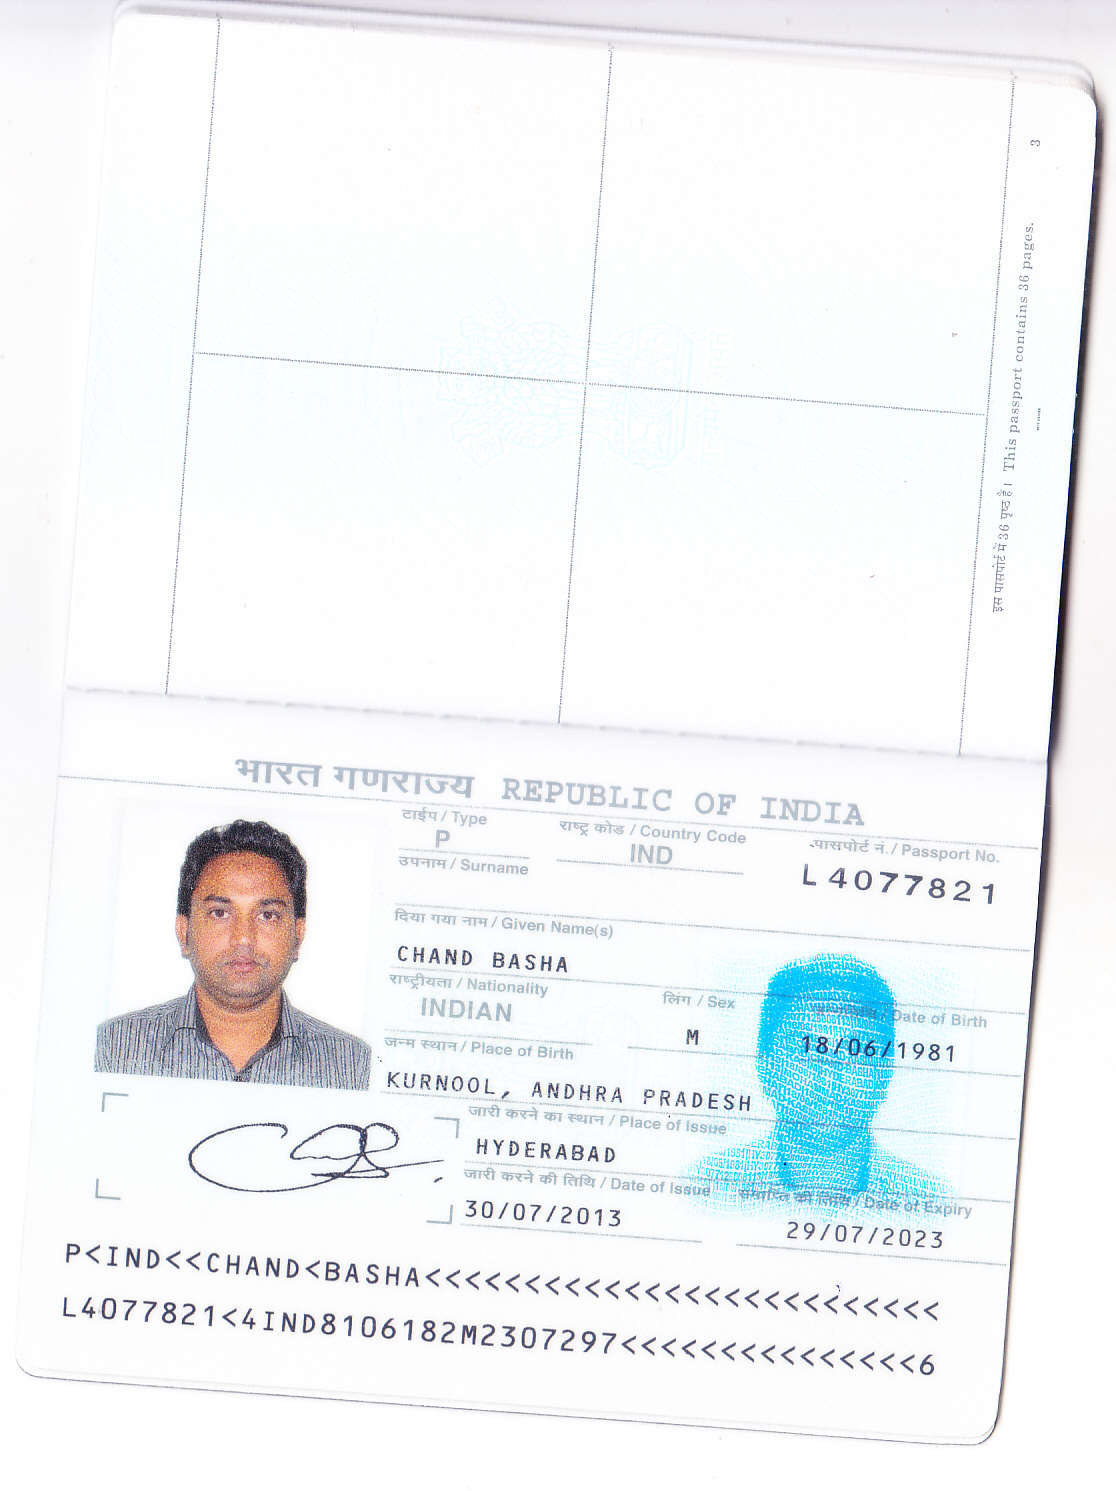 3
इस पासपोर्ट में 36 पृष्ठ हैं। This passport contains 36 pages.
भारत गणराज्य REPUBLIC OF INDIA
टाईप / Type
राष्ट्र कोड / Country Code
पासपोर्ट नं. / Passport No.
P
IND
L4077821
उपनाम / Surname
दिया गया नाम / Given Name(s)
CHAND BASHA
राष्ट्रीयता / Nationality
लिंग / Sex
/ Date of Birth
INDIAN
M
18/06/1981
जन्म स्थान / Place of Birth
KURNOOL, ANDHRA PRADESH
जारी करने का स्थान / Place of Issue
HYDERABAD
जारी करने की तिथि / Date of Issue
समाप्ति की तिथि / Date of Expiry
30/07/2013
29/07/2023
P<IND<<CHAND<BASHA<<<<<<<<<<<<<<<<<<<<<<<<<<
L4077821<4IND8106182M2307297<<<<<<<<<<<<<<<6